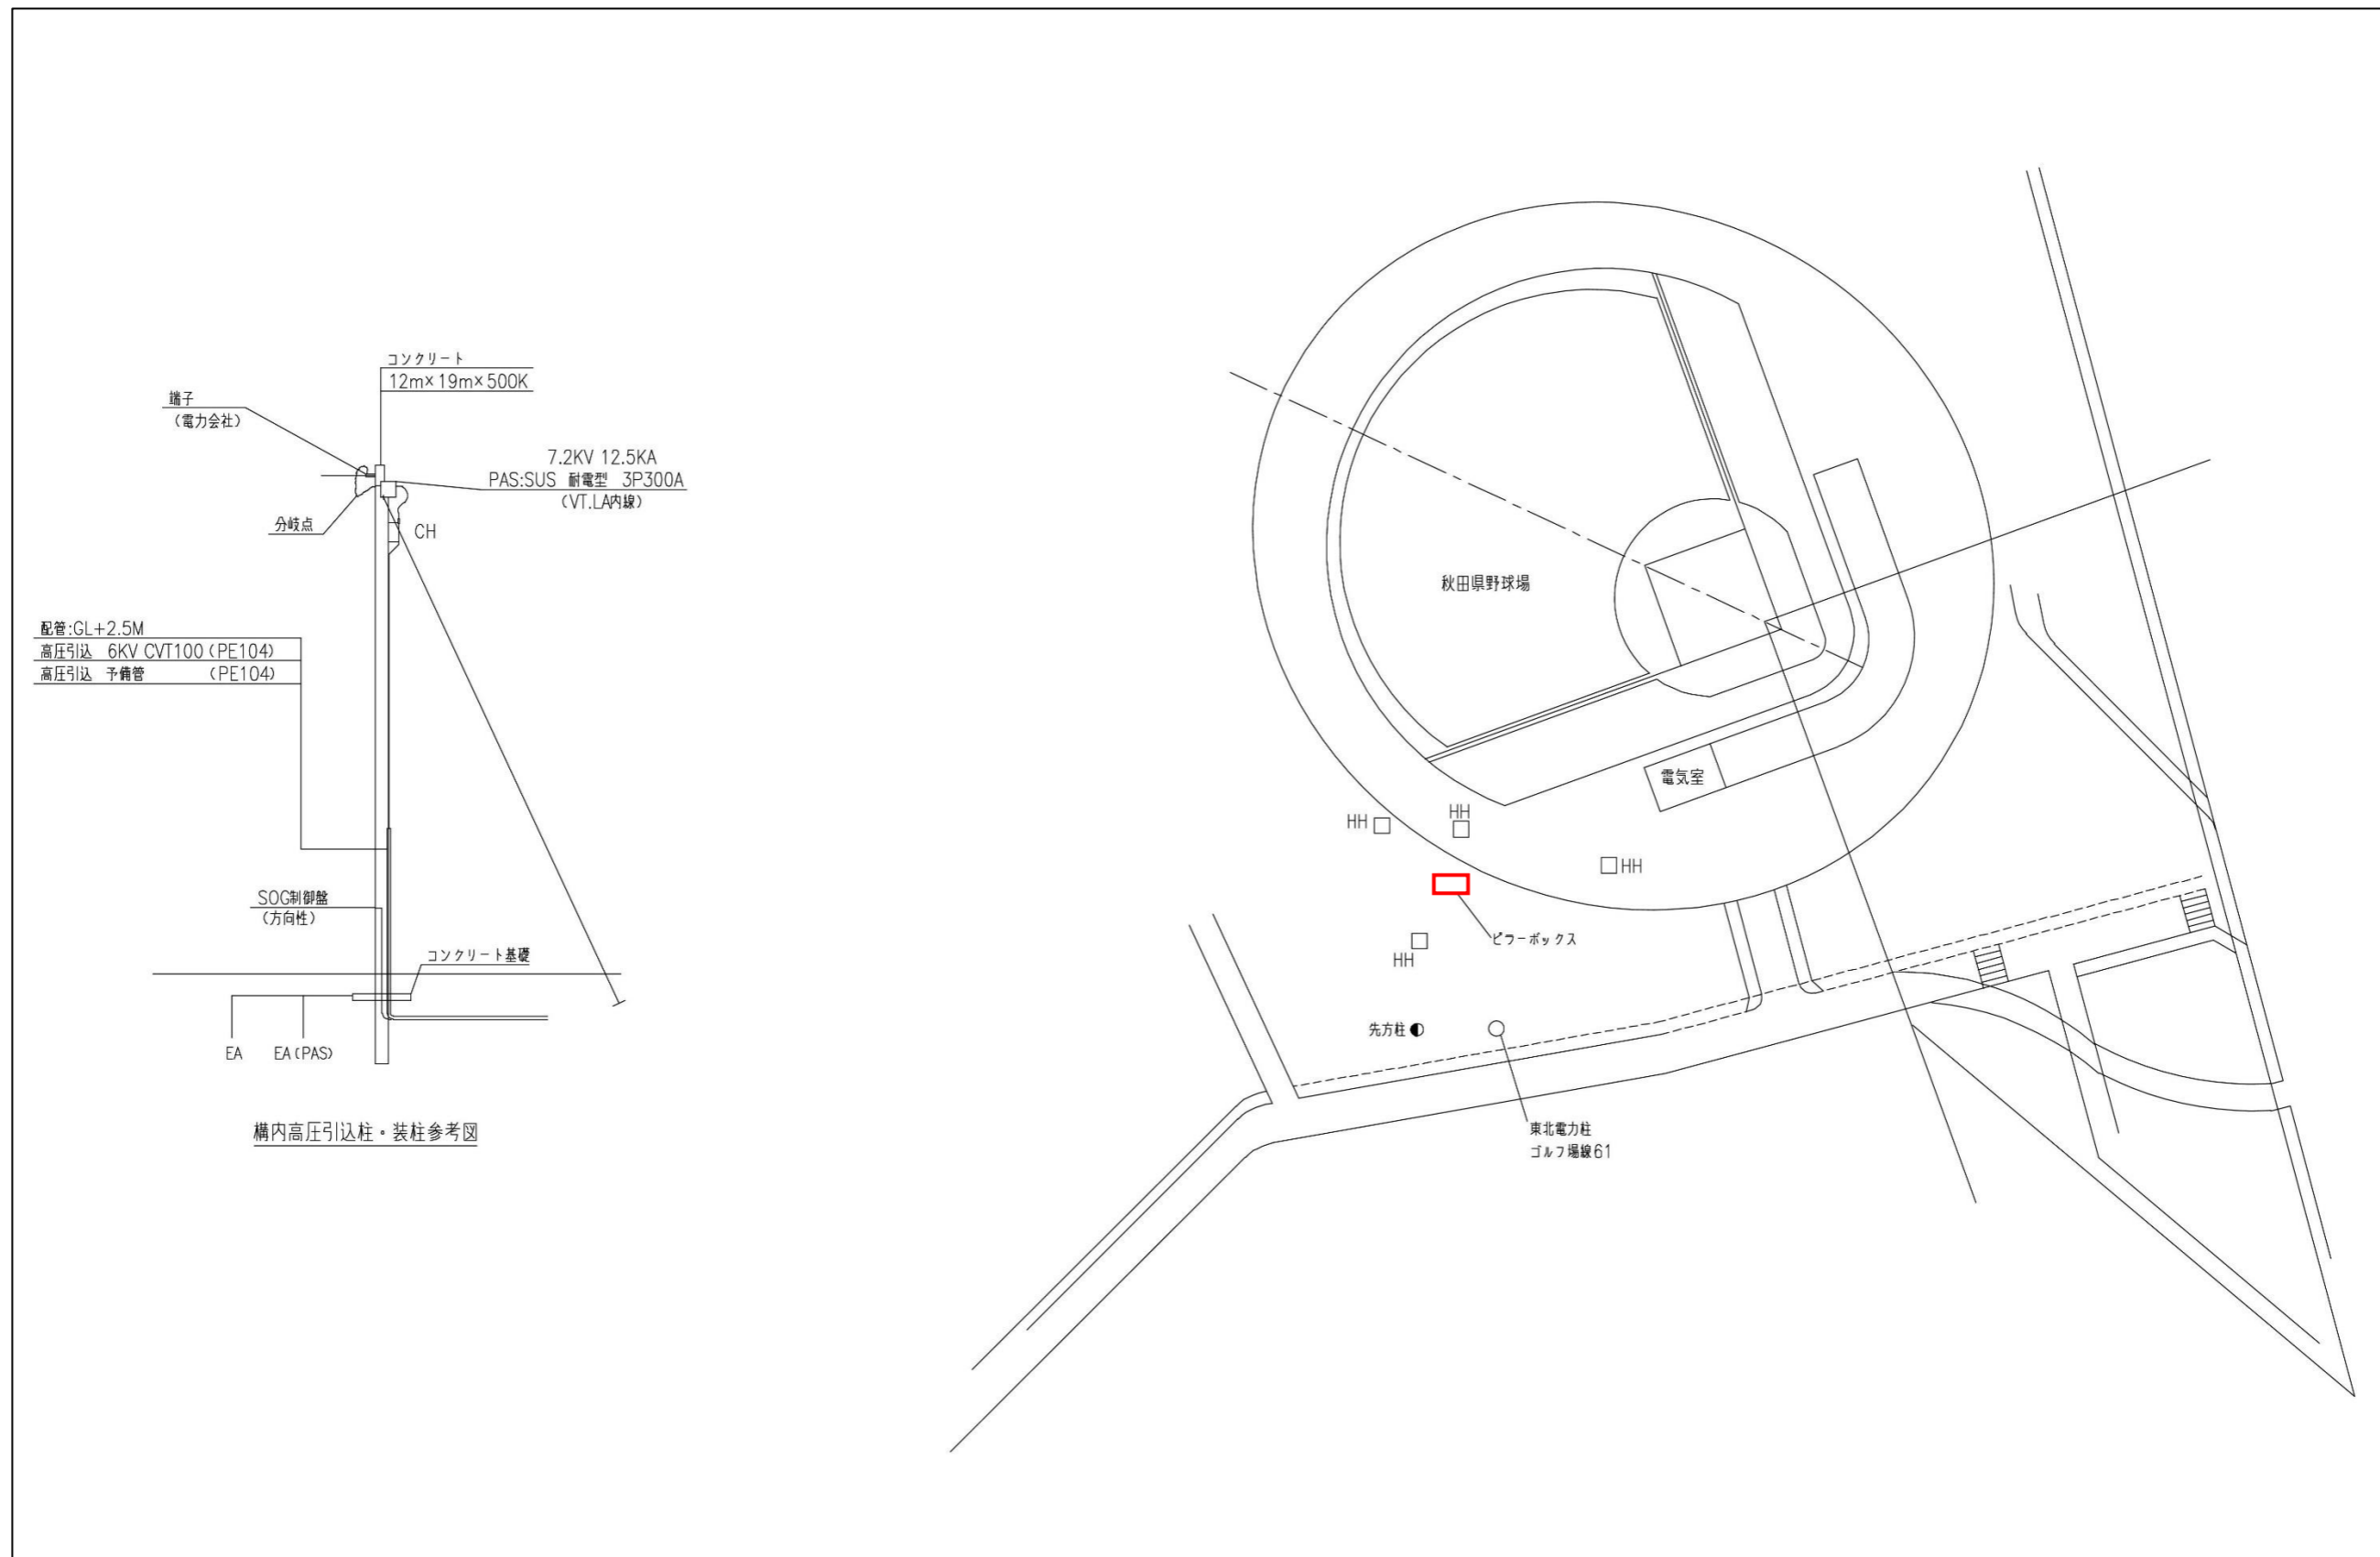 コンクリート
12m×19m×500K
端子
(電力会社)
7.2KV 12.5KA
PAS:SUS 耐電型 3P300A
(VT.LA内線)
分岐点
CH
配管:GL+2.5M
高圧引込 6KV CVT100(PE104)
高圧引込 予備管 (PE104)
SOG制御盤
(方向性)
コンクリート基礎
EA
EA(PAS)
構内高圧引込柱・装柱参考図
秋田県野球場
電気室
HH
HH
HH
ピラーボックス
HH
先方柱
東北電力柱
ゴルフ場線61